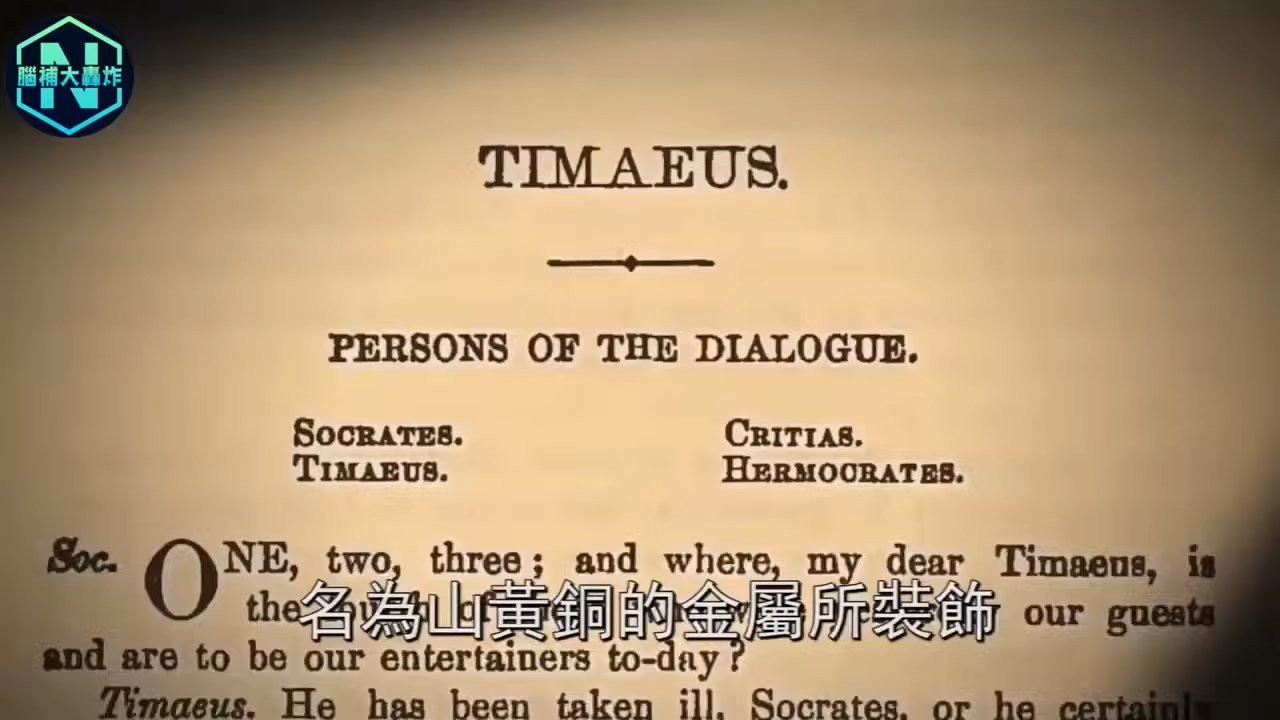 腦補大轟炸
TIMAEUS.
PERSONS OF THE DIALOGUE.
SOCRATES. CRITIAS.
TIMAEUS. HERMOCRATES.
Soc. ONE, two, three; and where, my dear Timaeus, is
the our guests
名為山黃銅的金屬所裝飾
and are to be our entertainers to-day?
Timaeus. He has been taken ill, Socrates, or he certainly